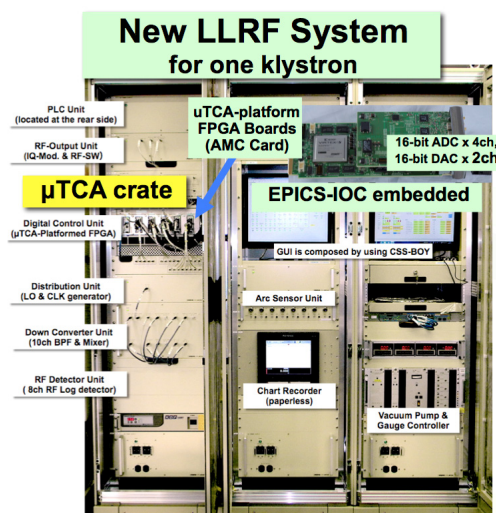 New LLRF System
for one klystron
PLC Unit
(located at the rear side)
uTCA-platform
FPGA Boards
(AMC Card)
16-bit ADC x 4ch,
16-bit DAC x 2ch
RF-Output Unit
(IQ-Mod. & RF-SW)
µTCA crate
EPICS-IOC embedded
Digital Control Unit
(µTCA-Platformed FPGA)
GUI is composed by using CSS-BOY
Distribution Unit
(LO & CLK generator)
Arc Sensor Unit
Down Converter Unit
(10ch BPF & Mixer)
RF Detector Unit
( 8ch RF Log detector)
Chart Recorder
(paperless)
Vacuum Pump &
Gauge Controller